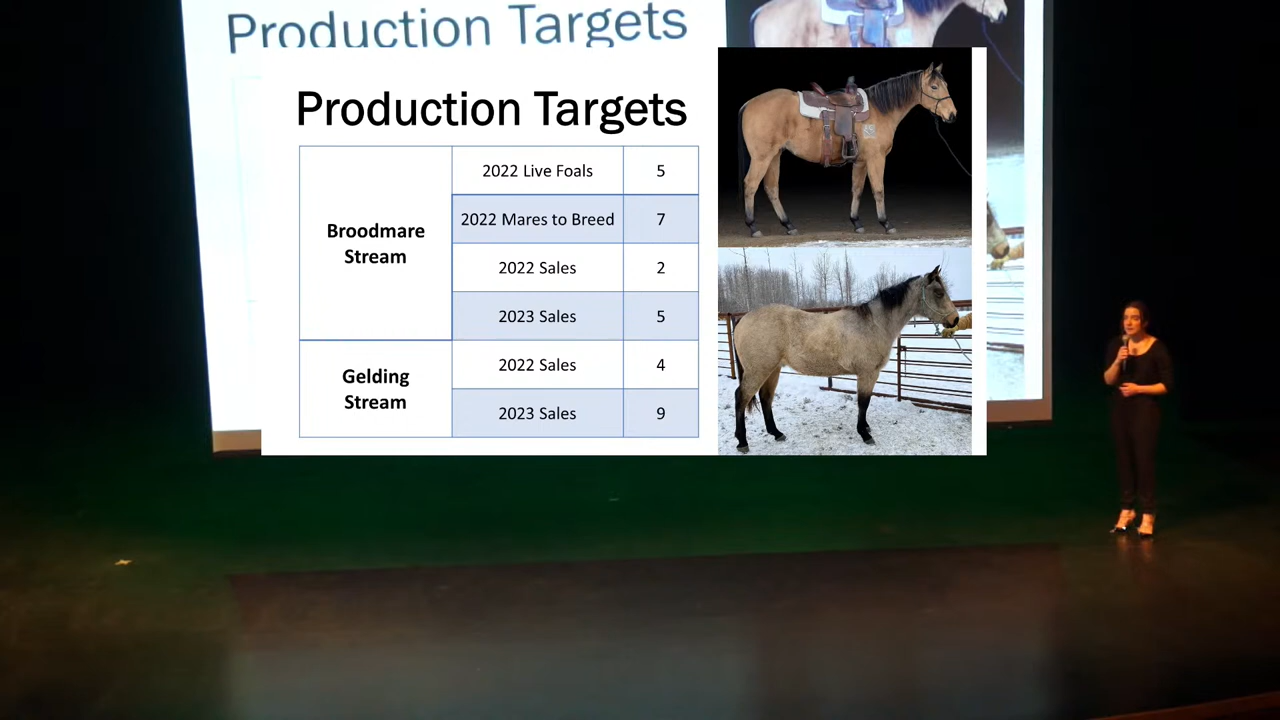 Production Targets
Production Targets
Broodmare
Stream
2022 Live Foals 5
2022 Mares to Breed 7
2022 Sales 2
2023 Sales 5
Gelding
Stream
2022 Sales 4
2023 Sales 9